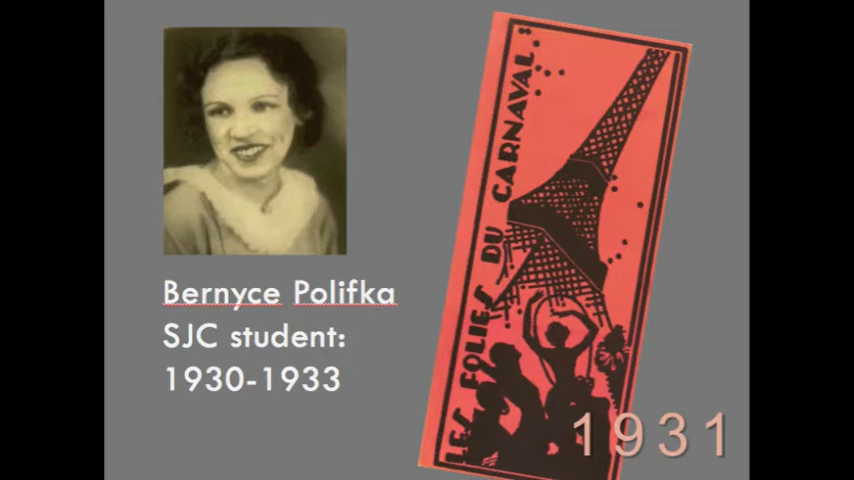 Bernyce Polifka
SJC student:
1930-1933
LES FOLIES DU CARNAVAL
1931